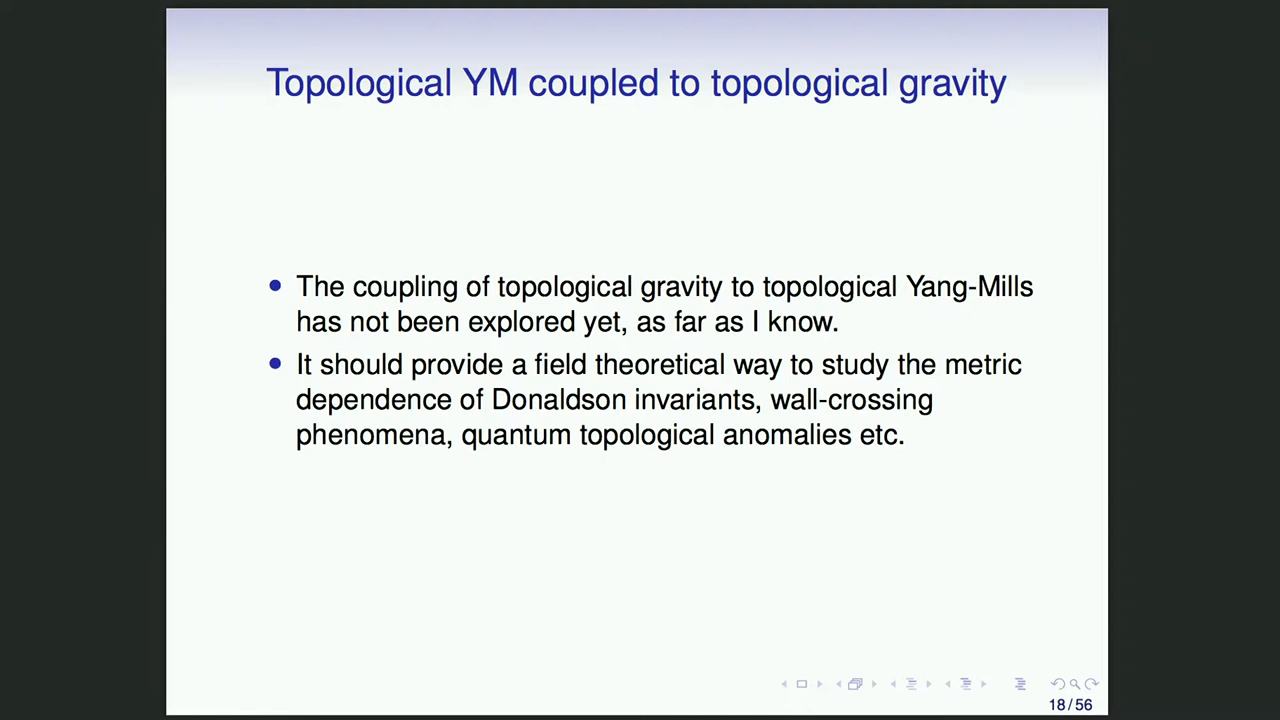 Topological YM coupled to topological gravity
The coupling of topological gravity to topological Yang-Mills
has not been explored yet, as far as I know.
It should provide a field theoretical way to study the metric
dependence of Donaldson invariants, wall-crossing
phenomena, quantum topological anomalies etc.
18/56